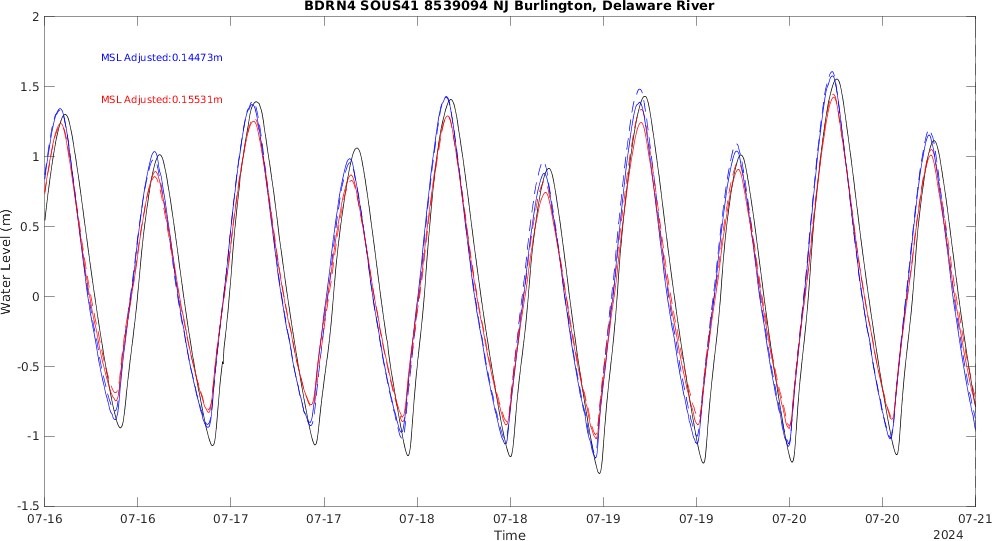 BDRN4 SOUS41 8539094 NJ Burlington, Delaware River
2
MSL Adjusted:0.14473m
1.5
MSL Adjusted:0.15531m
1
0.5
Water Level (m)
0
-0.5
-1
-1.5
07-16 07-16 07-17 07-17 07-18 07-18 07-19 07-19 07-20 07-20 07-21
Time 2024